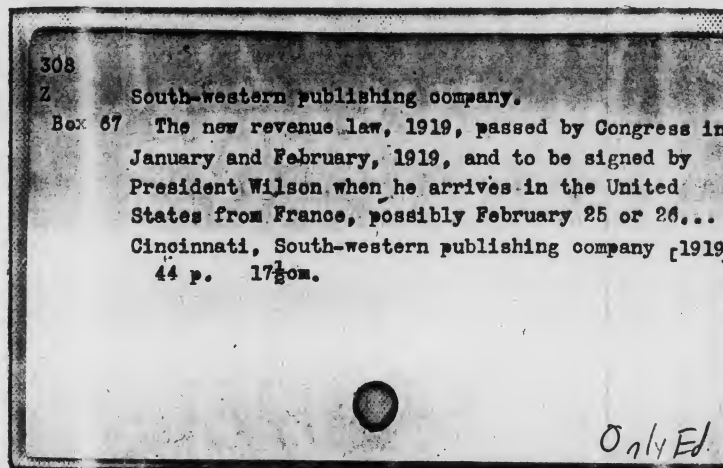 308
Z South-western publishing company.
Box 67 The new revenue law, 1919, passed by Congress in
January and February, 1919, and to be signed by
President Wilson when he arrives in the United
States from France, possibly February 25 or 26...
Cincinnati, South-western publishing company [1919
44 p. 17½cm.
Only Ed.